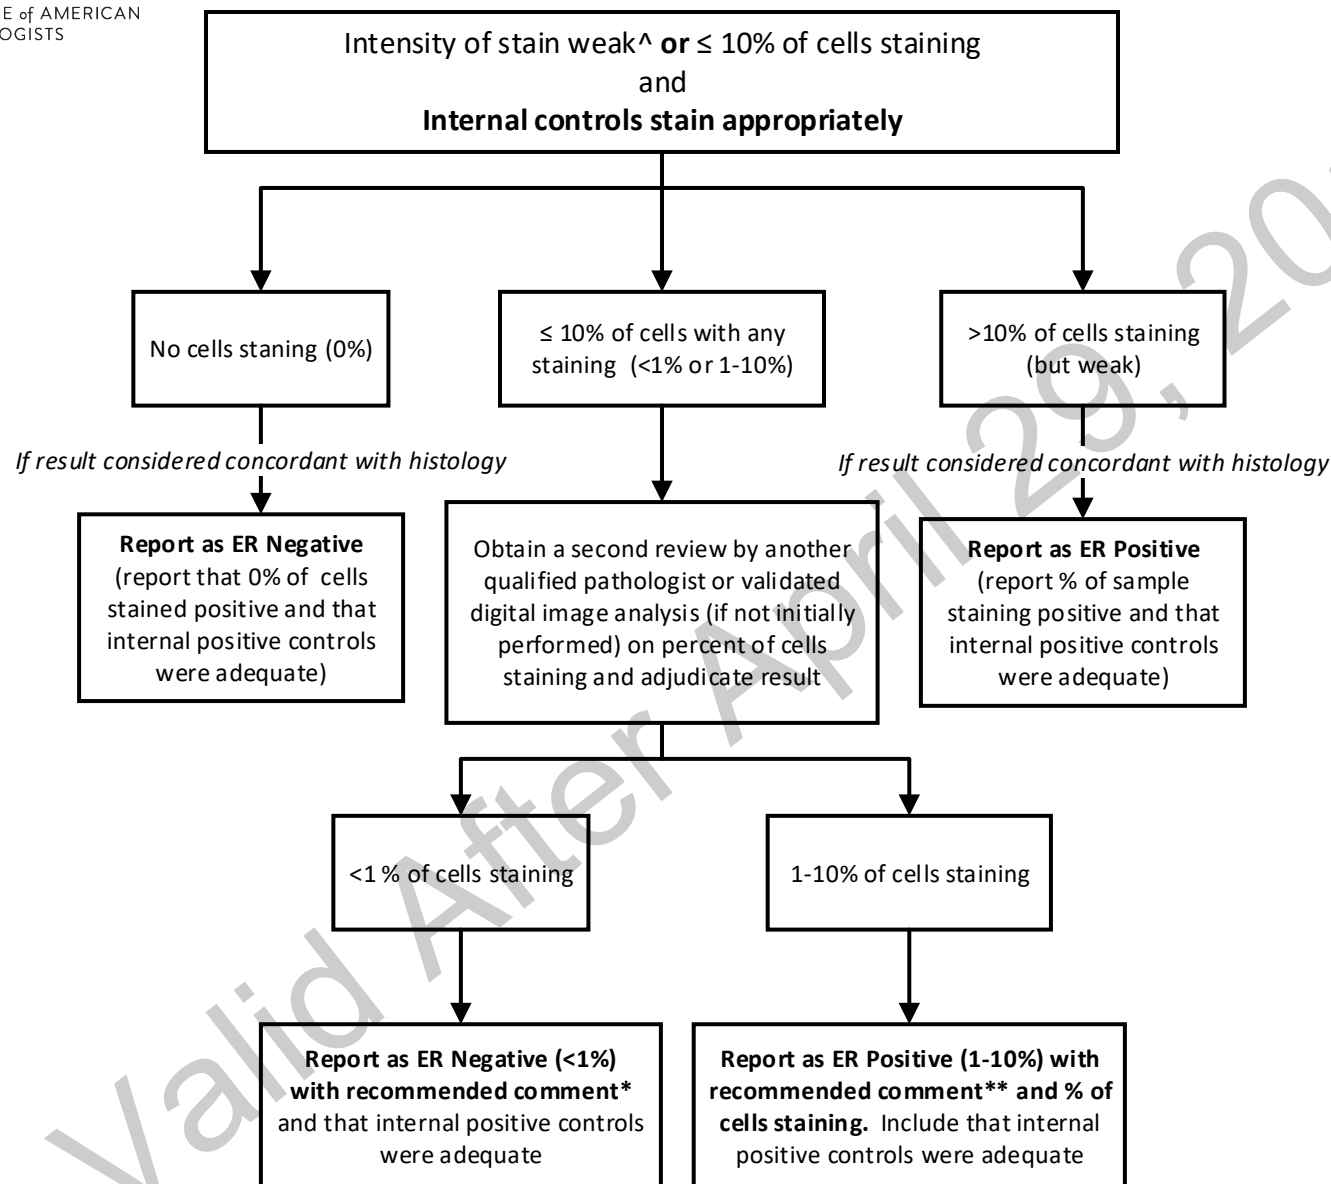 E of AMERICAN
OGISTS
Intensity of stain weak^ or ≤ 10% of cells staining
and
Internal controls stain appropriately
No cells staning (0%)
≤ 10% of cells with any
staining (<1% or 1-10%)
>10% of cells staining
(but weak)
If result considered concordant with histology
If result considered concordant with histology
Report as ER Negative
(report that 0% of cells
stained positive and that
internal positive controls
were adequate)
Obtain a second review by another
qualified pathologist or validated
digital image analysis (if not initially
performed) on percent of cells
staining and adjudicate result
Report as ER Positive
(report % of sample
staining positive and that
internal positive controls
were adequate)
<1 % of cells staining
1-10% of cells staining
Report as ER Negative (<1%)
with recommended comment*
and that internal positive controls
were adequate
Report as ER Positive (1-10%) with
recommended comment** and % of
cells staining. Include that internal
positive controls were adequate
Valid After April 29, 20